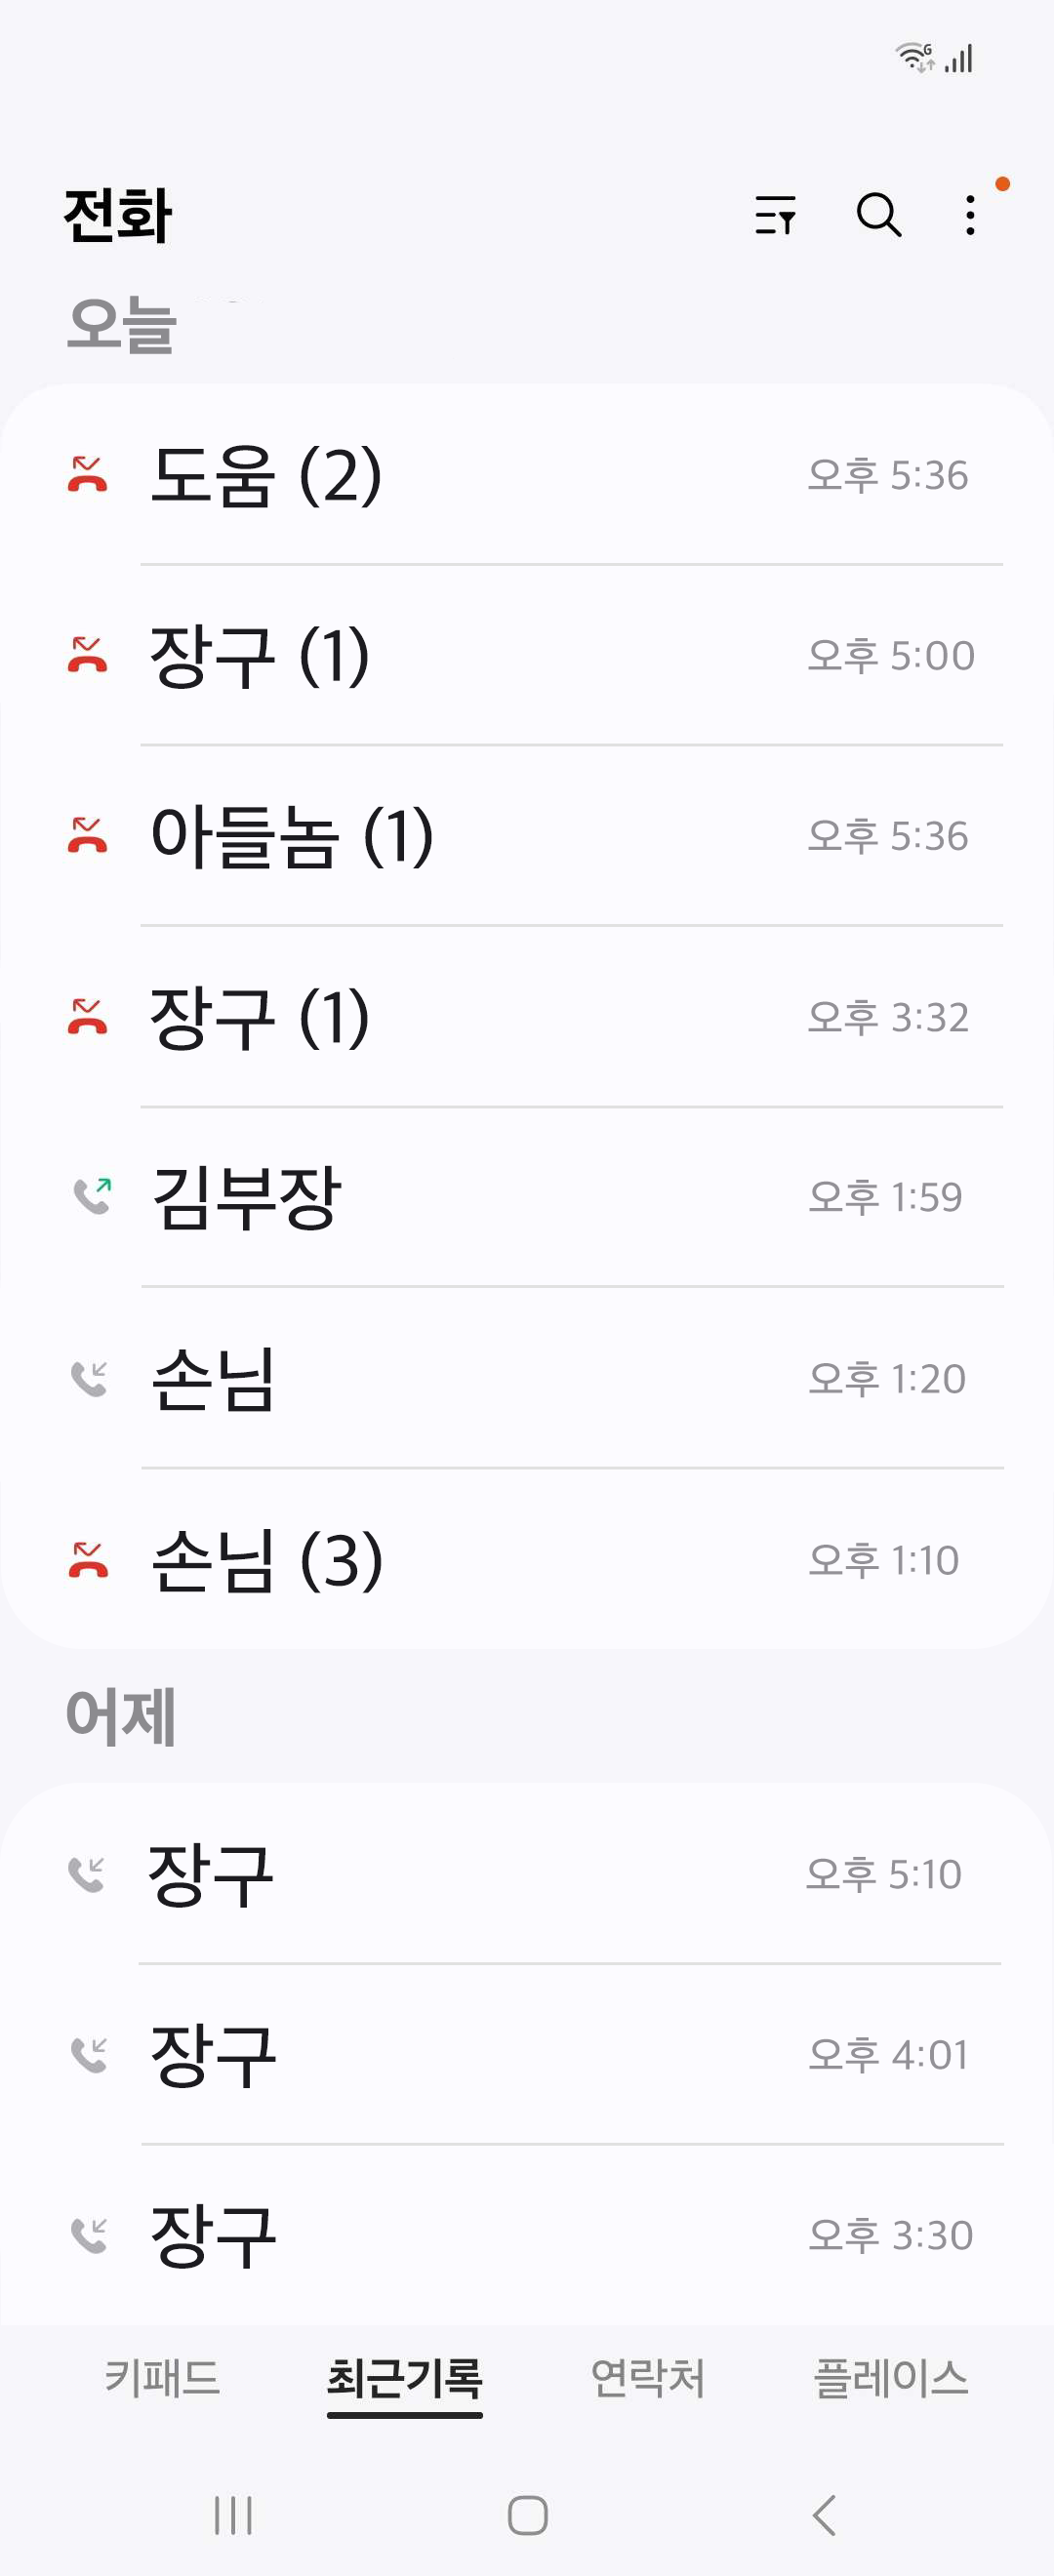 G
전화
오늘
도움 (2) 오후 5:36
장구 (1) 오후 5:00
아들놈 (1) 오후 5:36
장구 (1) 오후 3:32
김부장 오후 1:59
손님 오후 1:20
손님 (3) 오후 1:10
어제
장구 오후 5:10
장구 오후 4:01
장구 오후 3:30
키패드 최근기록 연락처 플레이스